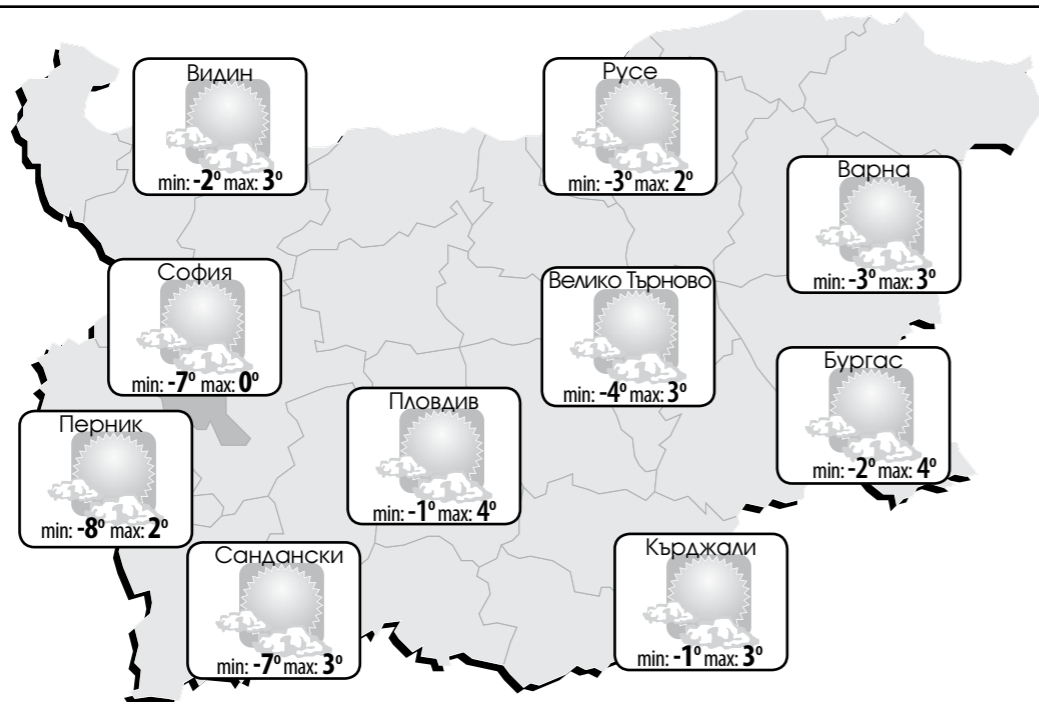 Видин
min: -2° max: 3°
Русе
min: -3° max: 2°
Варна
min: -3° max: 3°
София
min: -7° max: 0°
Велико Търново
min: -4° max: 3°
Бургас
min: -2° max: 4°
Пловдив
min: -1° max: 4°
Перник
min: -8° max: 2°
Сандански
min: -7° max: 3°
Кърджали
min: -1° max: 3°